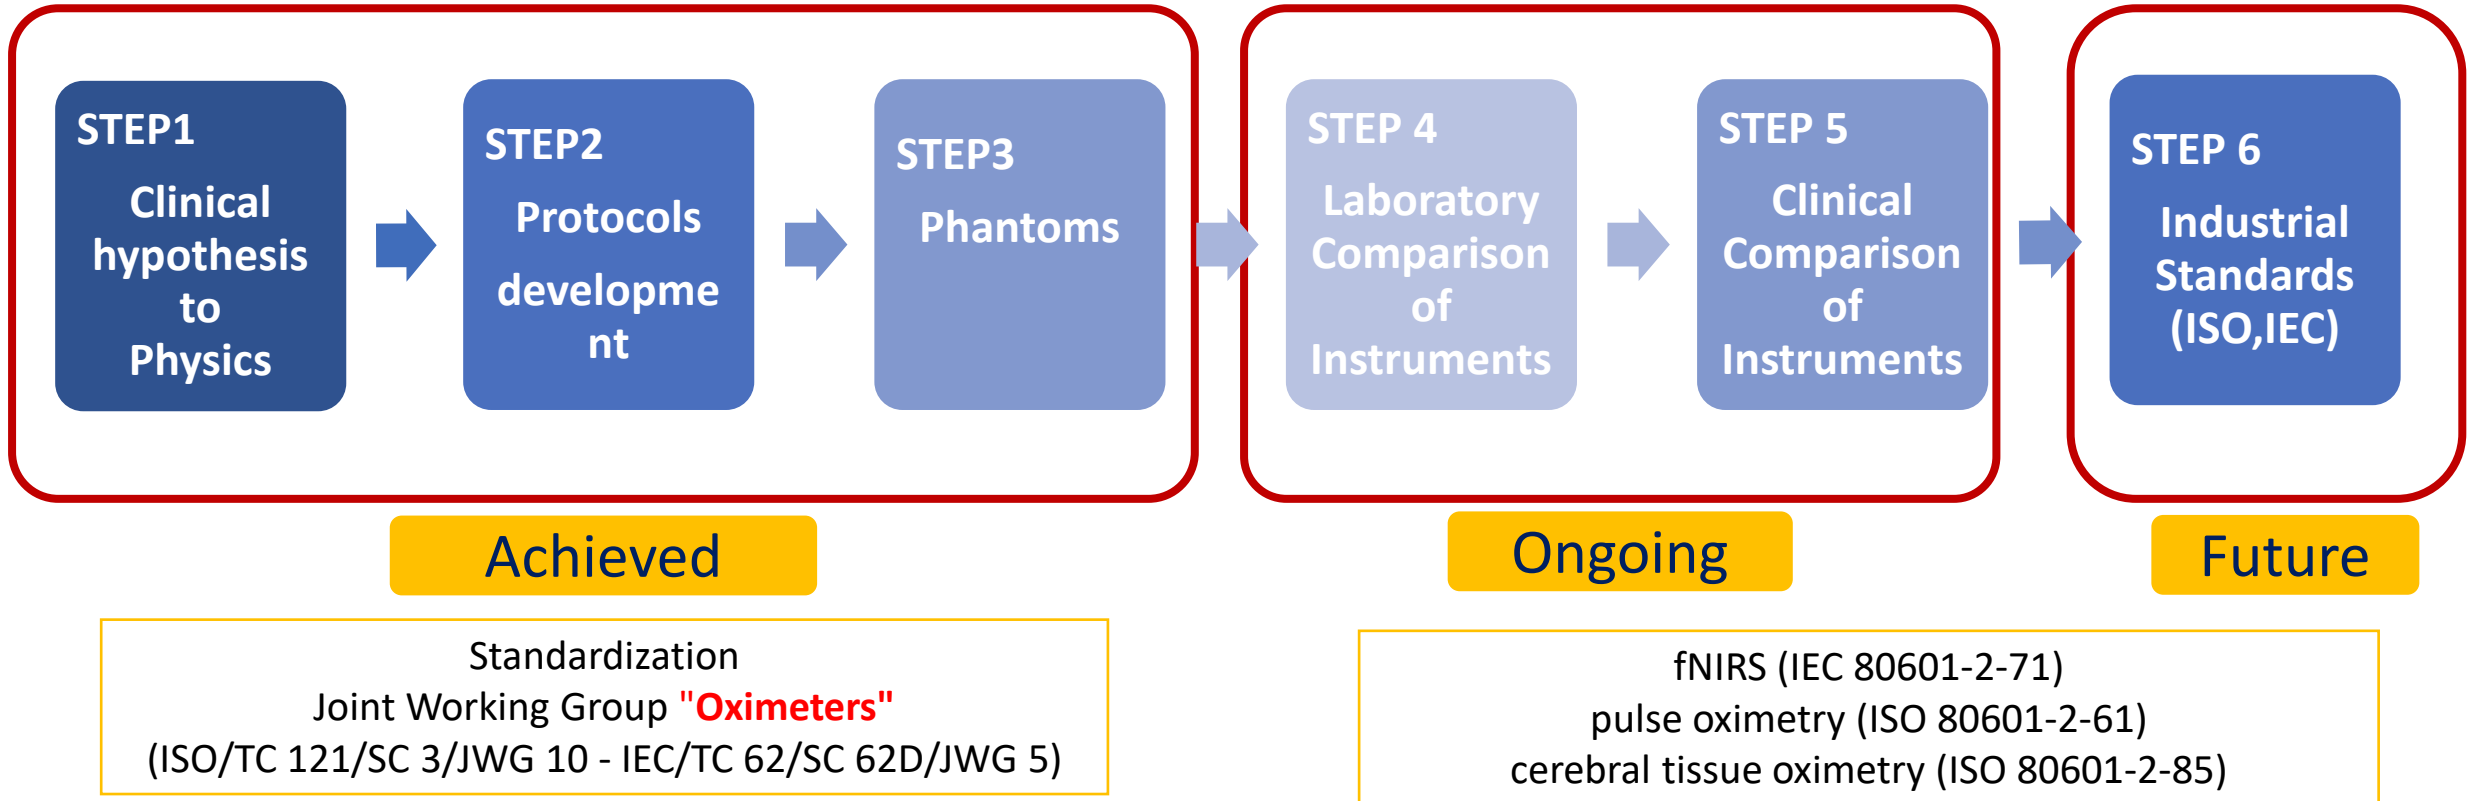 STEP1
Clinical
hypothesis
to
Physics
STEP2
Protocols
developme
nt
STEP3
Phantoms
STEP 4
Laboratory
Comparison
of
Instruments
STEP 5
Clinical
Comparison
of
Instruments
STEP 6
Industrial
Standards
(ISO,IEC)
Achieved
Ongoing
Future
Standardization
Joint Working Group "Oximeters"
(ISO/TC 121/SC 3/JWG 10 - IEC/TC 62/SC 62D/JWG 5)
fNIRS (IEC 80601-2-71)
pulse oximetry (ISO 80601-2-61)
cerebral tissue oximetry (ISO 80601-2-85)